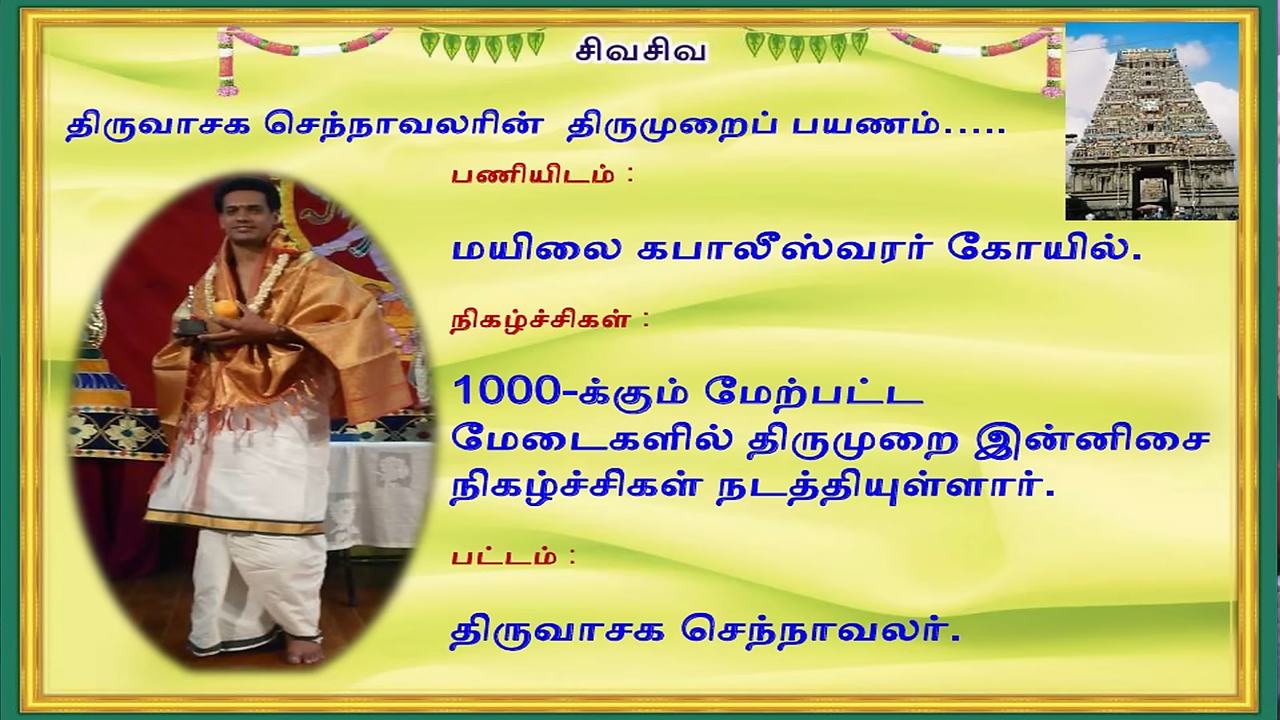 சிவசிவ
திருவாசக செந்நாவலரின் திருமுறைப் பயணம்.....
பணியிடம் :
மயிலை கபாலீஸ்வரர் கோயில்.
நிகழ்ச்சிகள் :
1000-க்கும் மேற்பட்ட
மேடைகளில் திருமுறை இன்னிசை
நிகழ்ச்சிகள் நடத்தியுள்ளார்.
பட்டம் :
திருவாசக செந்நாவலர்.